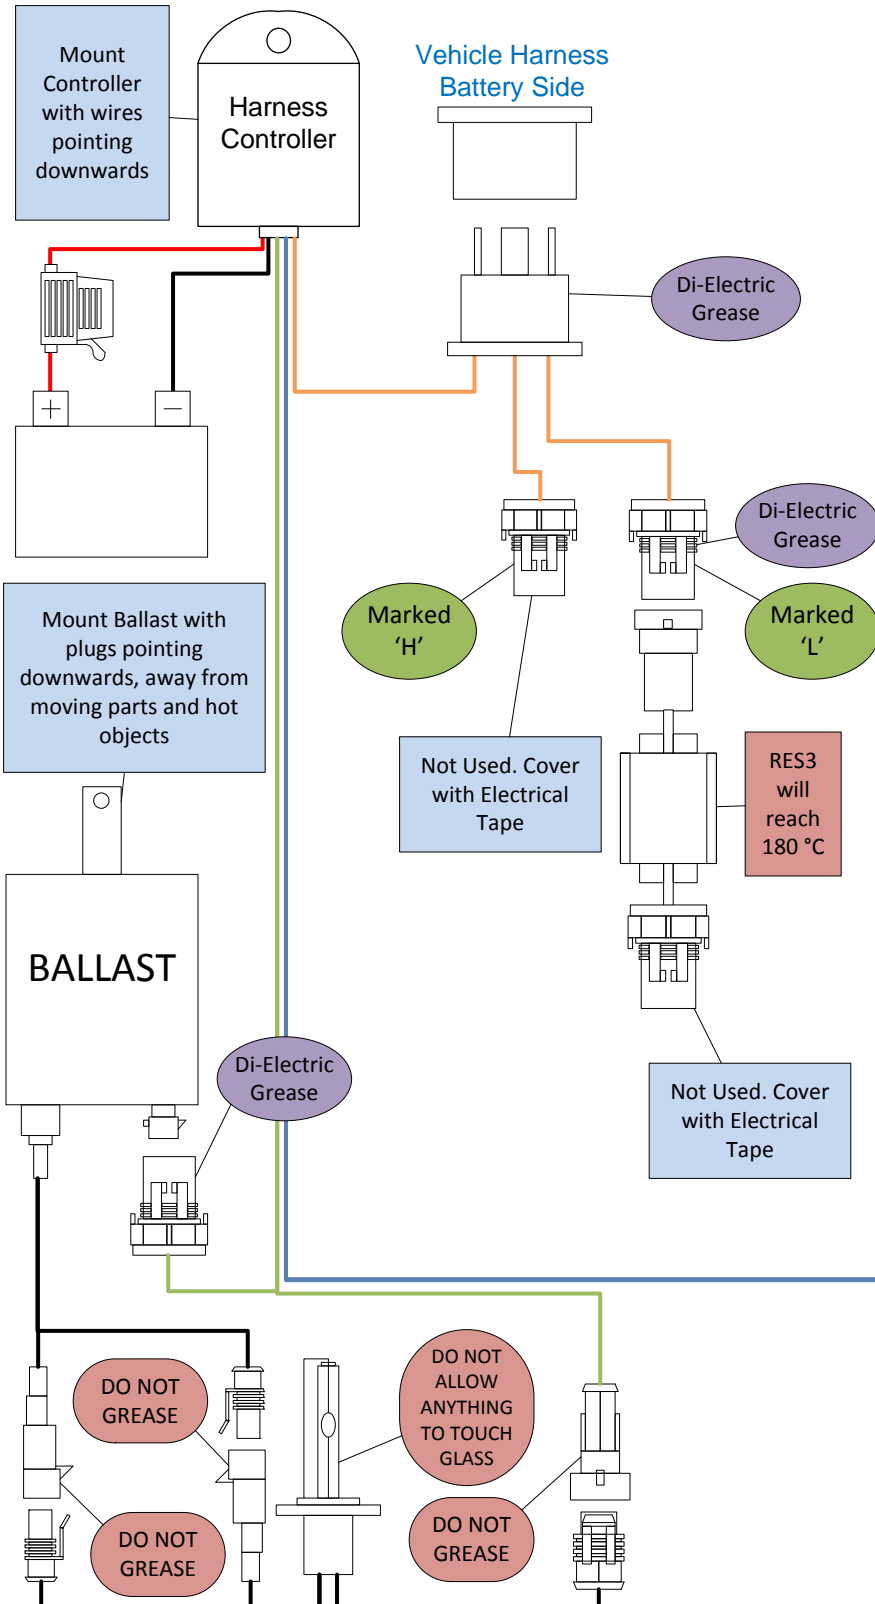 Mount
Controller
with wires
pointing
downwards
Harness
Controller
Vehicle Harness
Battery Side
Di-Electric
Grease
+
−
Di-Electric
Grease
Marked
‘H’
Marked
‘L’
Mount Ballast with
plugs pointing
downwards, away from
moving parts and hot
objects
Not Used. Cover
with Electrical
Tape
RES3
will
reach
180 °C
BALLAST
Di-Electric
Grease
Not Used. Cover
with Electrical
Tape
DO NOT
GREASE
DO NOT
ALLOW
ANYTHING
TO TOUCH
GLASS
DO NOT
GREASE
DO NOT
GREASE